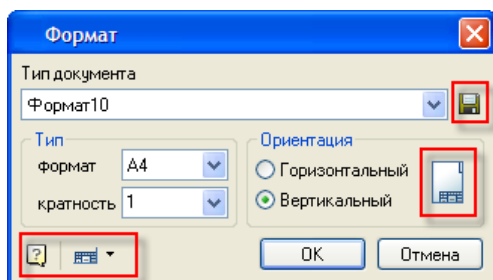 Формат
Тип документа
Формат10
Тип
Ориентация
формат A4
Горизонтальный
кратность 1
Вертикальный
?
OK Отмена